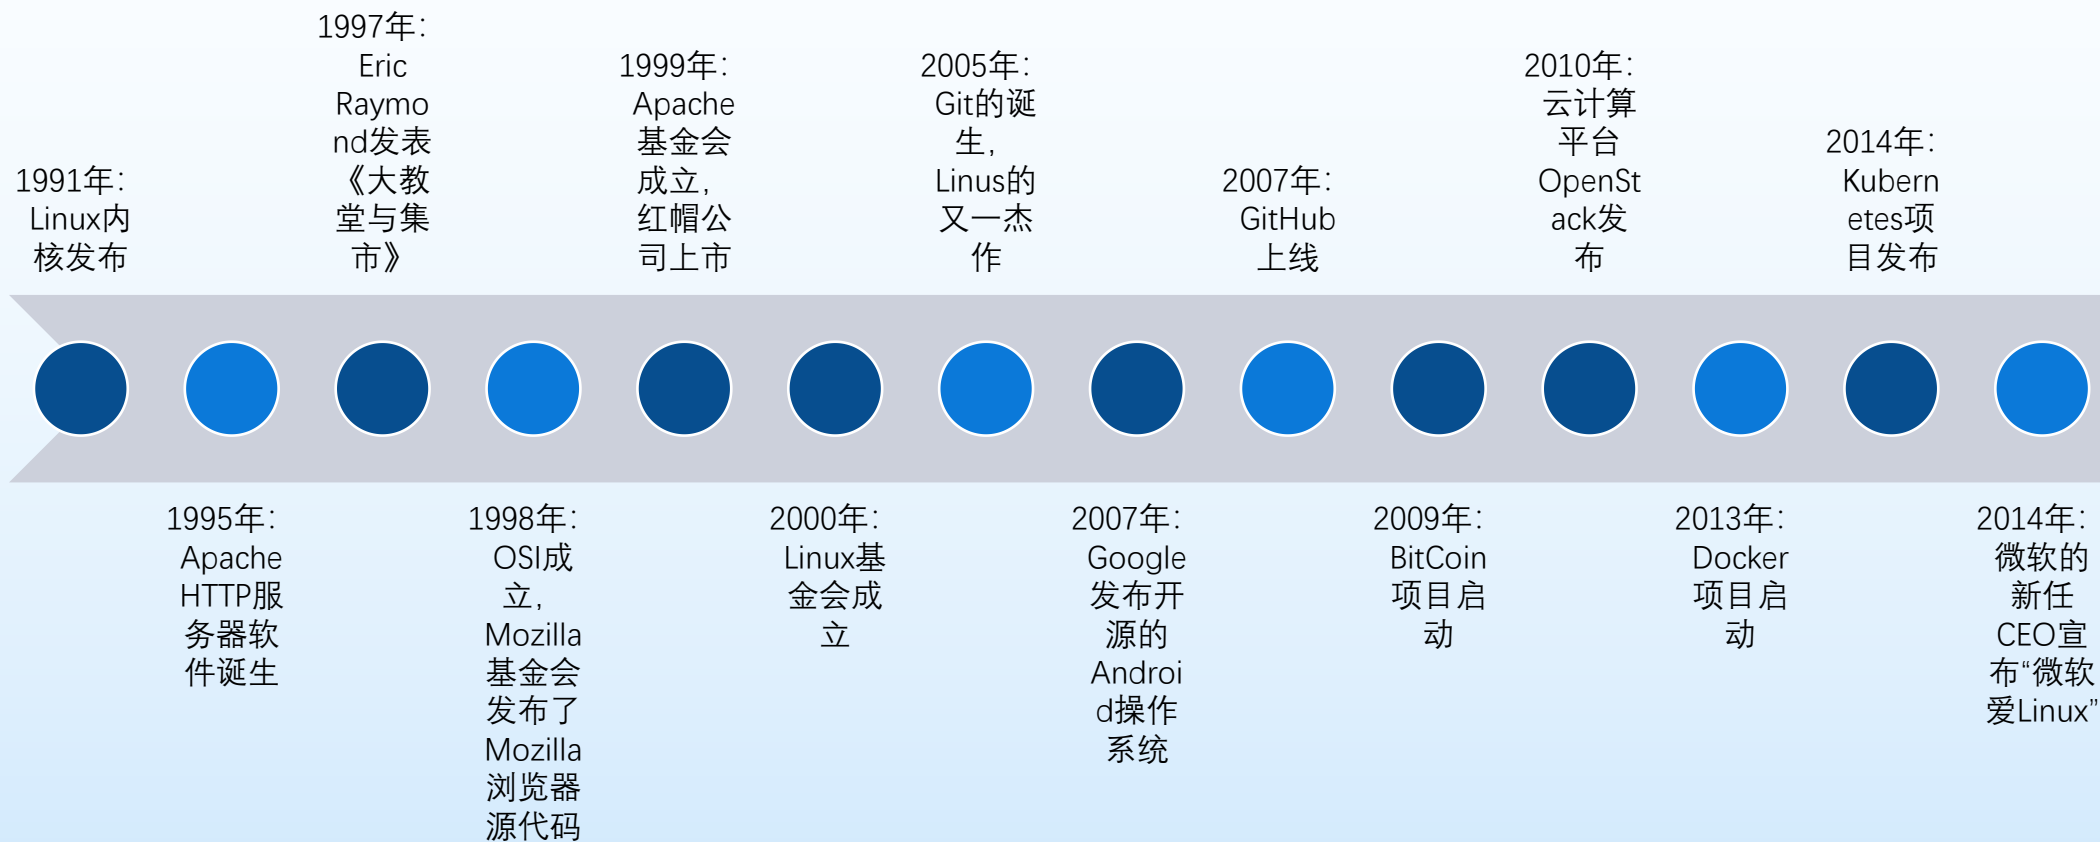 1991年：
Linux内
核发布
1995年：
Apache
HTTP服
务器软
件诞生
1997年：
Eric
Raymo
nd发表
《大教
堂与集
市》
1998年：
OSI成
立，
Mozilla
基金会
发布了
Mozilla
浏览器
源代码
1999年：
Apache
基金会
成立，
红帽公
司上市
2000年：
Linux基
金会成
立
2005年：
Git的诞
生，
Linus的
又一杰
作
2007年：
Google
发布开
源的
Androi
d操作
系统
2007年：
GitHub
上线
2009年：
BitCoin
项目启
动
2010年：
云计算
平台
OpenSt
ack发
布
2013年：
Docker
项目启
动
2014年：
Kubern
etes项
目发布
2014年：
微软的
新任
CEO宣
布“微软
爱Linux”